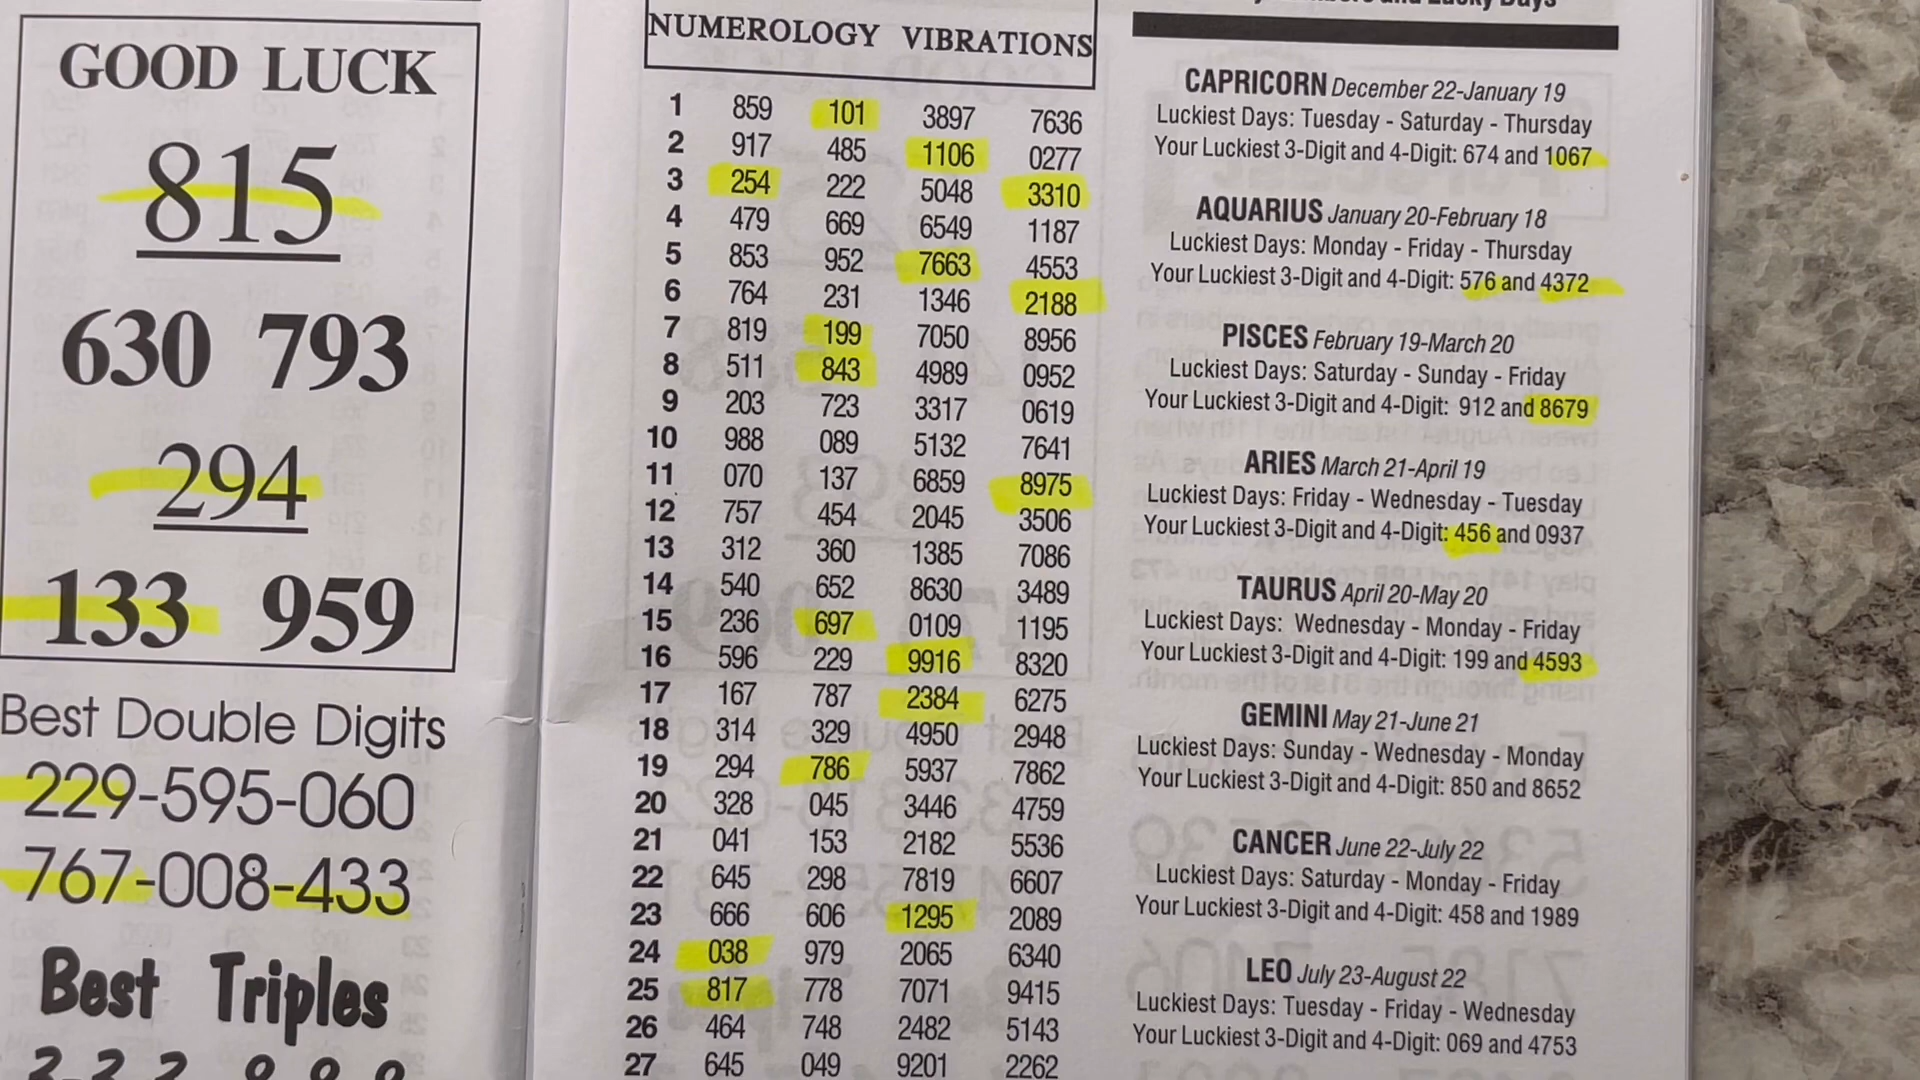 GOOD LUCK
815
630 793
294
133 959
Best Double Digits
229-595-060
767-008-433
Best Triples
NUMEROLOGY VIBRATIONS
1 859 101 3897 7636
2 917 485 1106 0277
3 254 222 5048 3310
4 479 669 6549 1187
5 853 952 7663 4553
6 764 231 1346 2188
7 819 199 7050 8956
8 511 843 4989 0952
9 203 723 3317 0619
10 988 089 5132 7641
11 070 137 6859 8975
12 757 454 2045 3506
13 312 360 1385 7086
14 540 652 8630 3489
15 236 697 0109 1195
16 596 229 9916 8320
17 167 787 2384 6275
18 314 329 4950 2948
19 294 786 5937 7862
20 328 045 3446 4759
21 041 153 2182 5536
22 645 298 7819 6607
23 666 606 1295 2089
24 038 979 2065 6340
25 817 778 7071 9415
26 464 748 2482 5143
27 645 049 9201 2262
and Lucky Days
CAPRICORN December 22-January 19
Luckiest Days: Tuesday - Saturday - Thursday
Your Luckiest 3-Digit and 4-Digit: 674 and 1067
AQUARIUS January 20-February 18
Luckiest Days: Monday - Friday - Thursday
Your Luckiest 3-Digit and 4-Digit: 576 and 4372
PISCES February 19-March 20
Luckiest Days: Saturday - Sunday - Friday
Your Luckiest 3-Digit and 4-Digit: 912 and 8679
ARIES March 21-April 19
Luckiest Days: Friday - Wednesday - Tuesday
Your Luckiest 3-Digit and 4-Digit: 456 and 0937
TAURUS April 20-May 20
Luckiest Days: Wednesday - Monday - Friday
Your Luckiest 3-Digit and 4-Digit: 199 and 4593
GEMINI May 21-June 21
Luckiest Days: Sunday - Wednesday - Monday
Your Luckiest 3-Digit and 4-Digit: 850 and 8652
CANCER June 22-July 22
Luckiest Days: Saturday - Monday - Friday
Your Luckiest 3-Digit and 4-Digit: 458 and 1989
LEO July 23-August 22
Luckiest Days: Tuesday - Friday - Wednesday
Your Luckiest 3-Digit and 4-Digit: 069 and 4753